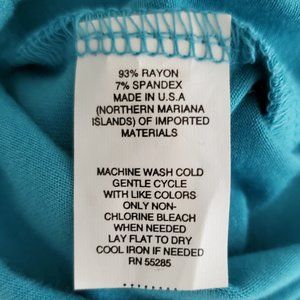 93% RAYON
7% SPANDEX
MADE IN U.S.A
(NORTHERN MARIANA
ISLANDS) OF IMPORTED
MATERIALS
MACHINE WASH COLD
GENTLE CYCLE
WITH LIKE COLORS
ONLY NON-
CHLORINE BLEACH
WHEN NEEDED
LAY FLAT TO DRY
COOL IRON IF NEEDED
RN 55285